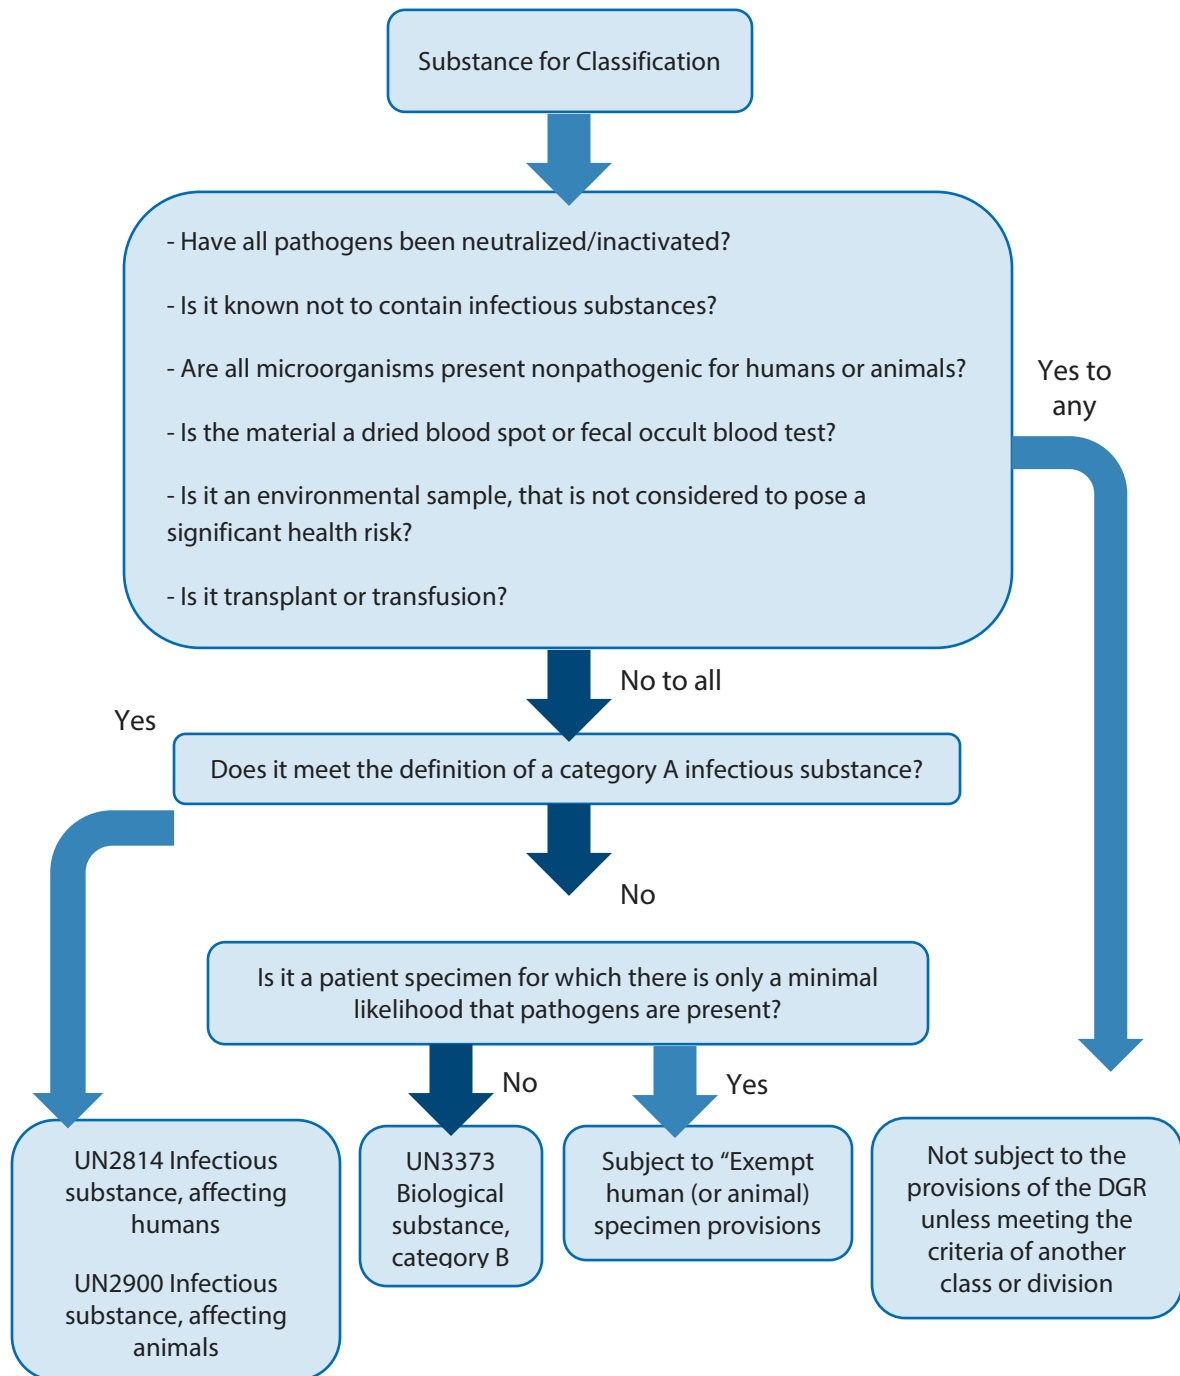 Substance for Classification
- Have all pathogens been neutralized/inactivated?
- Is it known not to contain infectious substances?
- Are all microorganisms present nonpathogenic for humans or animals?
- Is the material a dried blood spot or fecal occult blood test?
- Is it an environmental sample, that is not considered to pose a
significant health risk?
- Is it transplant or transfusion?
Yes to
any
No to all
Yes
Does it meet the definition of a category A infectious substance?
No
Is it a patient specimen for which there is only a minimal
likelihood that pathogens are present?
No
Yes
UN2814 Infectious
substance, affecting
humans
UN2900 Infectious
substance, affecting
animals
UN3373
Biological
substance,
category B
Subject to “Exempt
human (or animal)
specimen provisions
Not subject to the
provisions of the DGR
unless meeting the
criteria of another
class or division